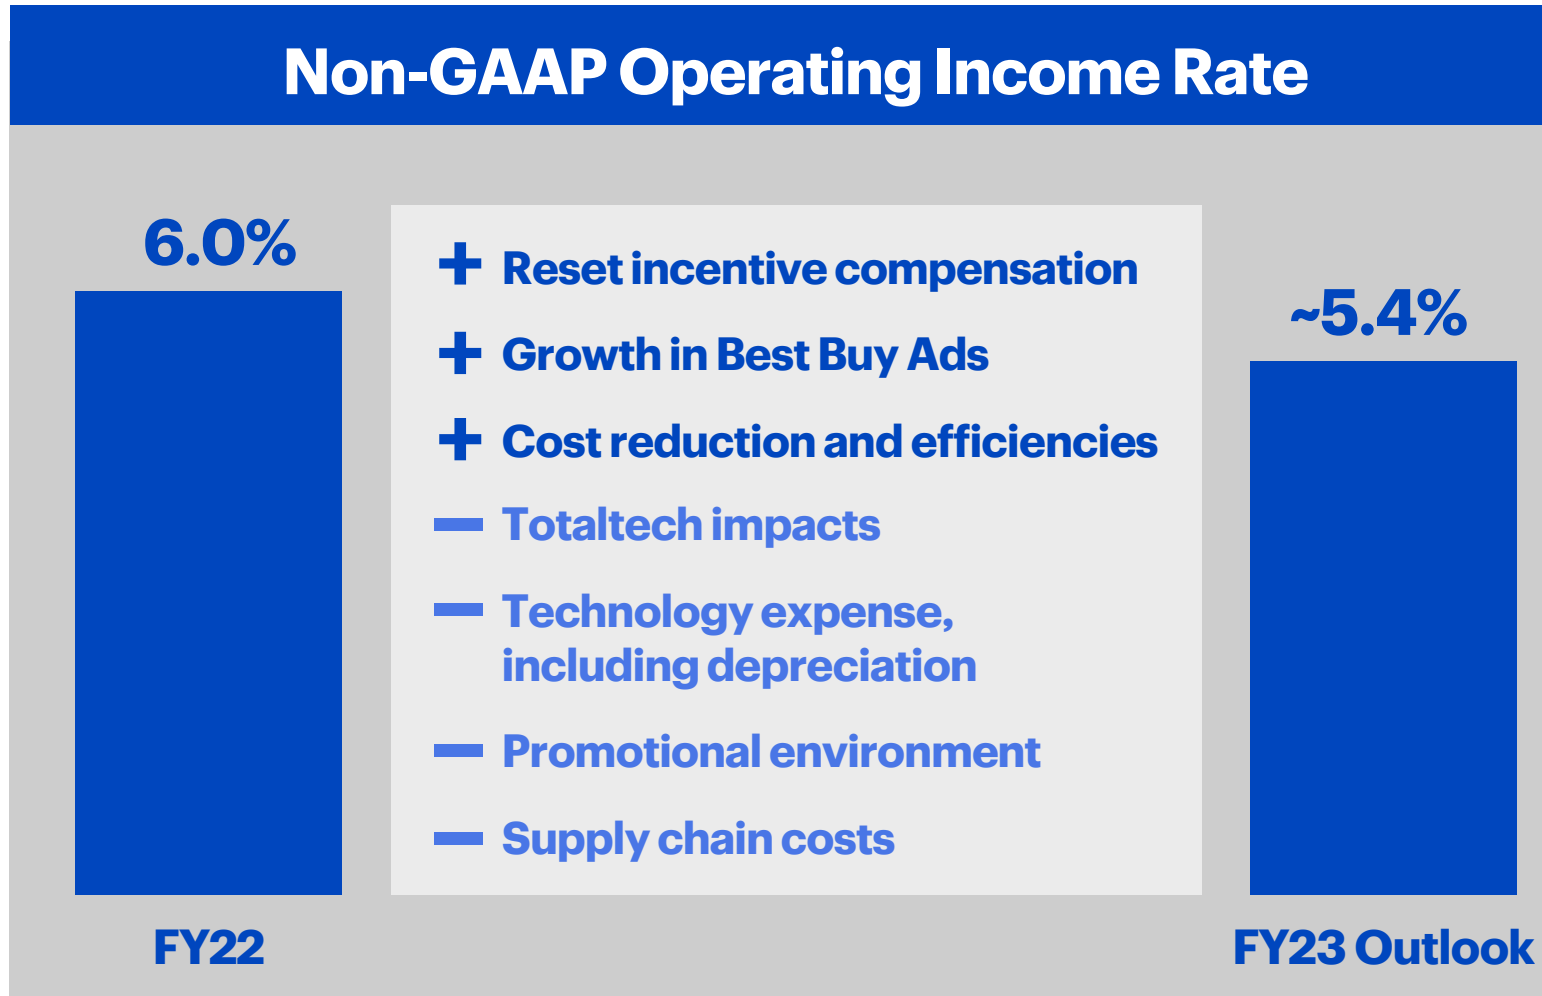 Non-GAAP Operating Income Rate
6.0%
+ Reset incentive compensation
+ Growth in Best Buy Ads
+ Cost reduction and efficiencies
— Totaltech impacts
— Technology expense,
including depreciation
— Promotional environment
— Supply chain costs
~5.4%
FY22
FY23 Outlook